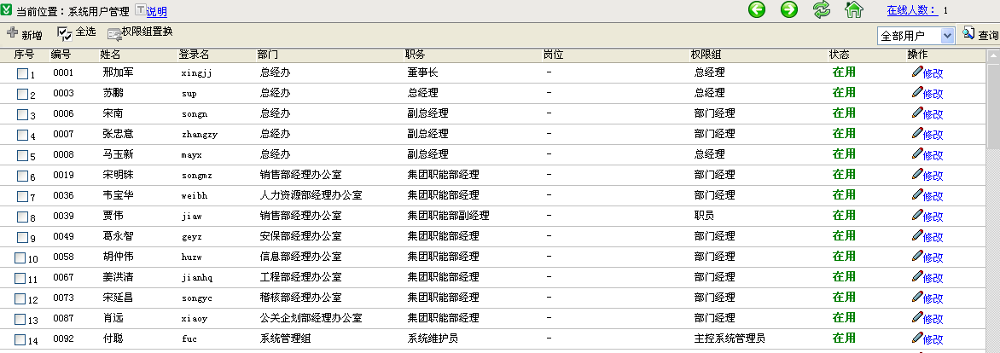 当前位置：系统用户管理 T说明 在线人数： 1
新增 全选 权限组置换 全部用户 查询
序号 编号 姓名 登录名 部门 职务 岗位 权限组 状态 操作
1 0001 邢加军 xingjj 总经办 董事长 - 总经理 在用 修改
2 0003 苏鹏 sup 总经办 总经理 - 总经理 在用 修改
3 0006 宋南 songn 总经办 副总经理 - 部门经理 在用 修改
4 0007 张忠意 zhangzy 总经办 副总经理 - 部门经理 在用 修改
5 0008 马玉新 mayx 总经办 副总经理 - 总经理 在用 修改
6 0019 宋明珠 songmz 销售部经理办公室 集团职能部经理 - 部门经理 在用 修改
7 0036 韦宝华 weibh 人力资源部经理办公室 集团职能部经理 - 部门经理 在用 修改
8 0039 贾伟 jiaw 销售部经理办公室 集团职能部副经理 - 职员 在用 修改
9 0049 葛永智 geyz 安保部经理办公室 集团职能部经理 - 部门经理 在用 修改
10 0058 胡仲伟 huzw 信息部经理办公室 集团职能部经理 - 部门经理 在用 修改
11 0067 姜洪渚 jianhq 工程部经理办公室 集团职能部经理 - 部门经理 在用 修改
12 0073 宋延昌 songyc 稽核部经理办公室 集团职能部经理 - 部门经理 在用 修改
13 0087 肖远 xiaoy 公关企划部经理办公室 集团职能部经理 - 部门经理 在用 修改
14 0092 付聪 fuc 系统管理组 系统维护员 - 主控系统管理员 在用 修改